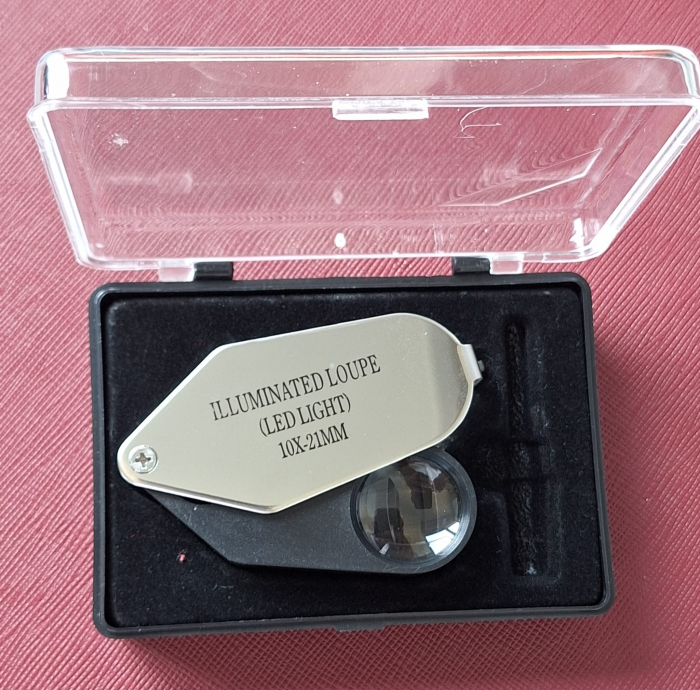 ILLUMINATED LOUPE
(LED LIGHT)
10X-21MM